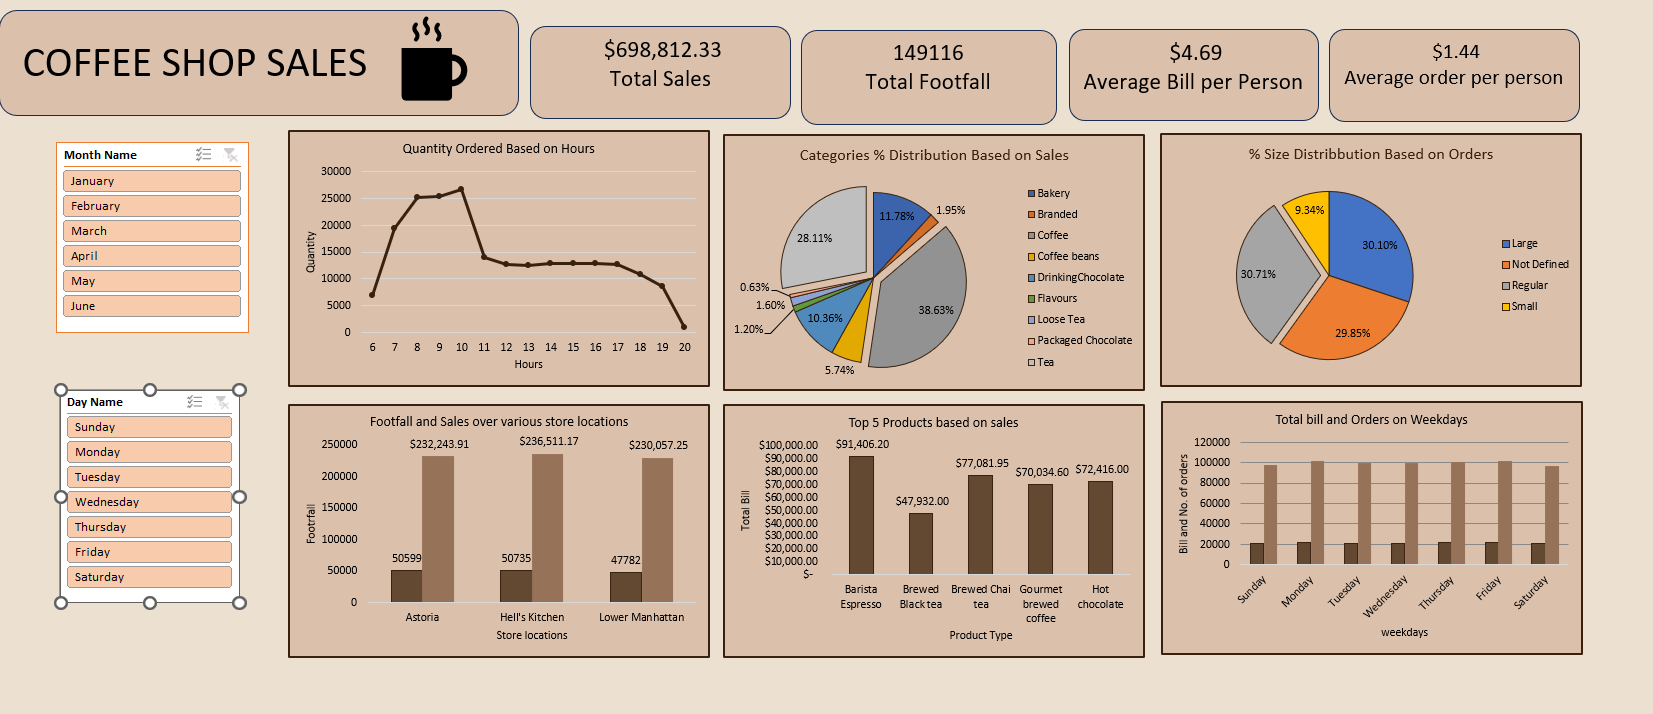 COFFEE SHOP SALES
$698,812.33
Total Sales
149116
Total Footfall
$4.69
Average Bill per Person
$1.44
Average order per person
Month Name
January
February
March
April
May
June
Day Name
Sunday
Monday
Tuesday
Wednesday
Thursday
Friday
Saturday
Quantity Ordered Based on Hours
Quantity
30000
25000
20000
15000
10000
5000
0
6 7 8 9 10 11 12 13 14 15 16 17 18 19 20
Hours
Categories % Distribution Based on Sales
11.78%
1.95%
38.63%
5.74%
10.36%
1.20%
1.60%
0.63%
28.11%
Bakery
Branded
Coffee
Coffee beans
DrinkingChocolate
Flavours
Loose Tea
Packaged Chocolate
Tea
% Size Distribbution Based on Orders
9.34%
30.10%
30.71%
29.85%
Large
Not Defined
Regular
Small
Footfall and Sales over various store locations
Footrfall
250000
200000
150000
100000
50000
0
$232,243.91
$236,511.17
$230,057.25
50599
50735
47782
Astoria
Hell's Kitchen
Lower Manhattan
Store locations
Top 5 Products based on sales
Total Bill
$100,000.00
$90,000.00
$80,000.00
$70,000.00
$60,000.00
$50,000.00
$40,000.00
$30,000.00
$20,000.00
$10,000.00
$-
$91,406.20
$47,932.00
$77,081.95
$70,034.60
$72,416.00
Barista
Espresso
Brewed
Black tea
Brewed Chai
tea
Gourmet
brewed
coffee
Hot
chocolate
Product Type
Total bill and Orders on Weekdays
Bill and No. of orders
120000
100000
80000
60000
40000
20000
0
Sunday
Monday
Tuesday
Wednesday
Thursday
Friday
Saturday
weekdays